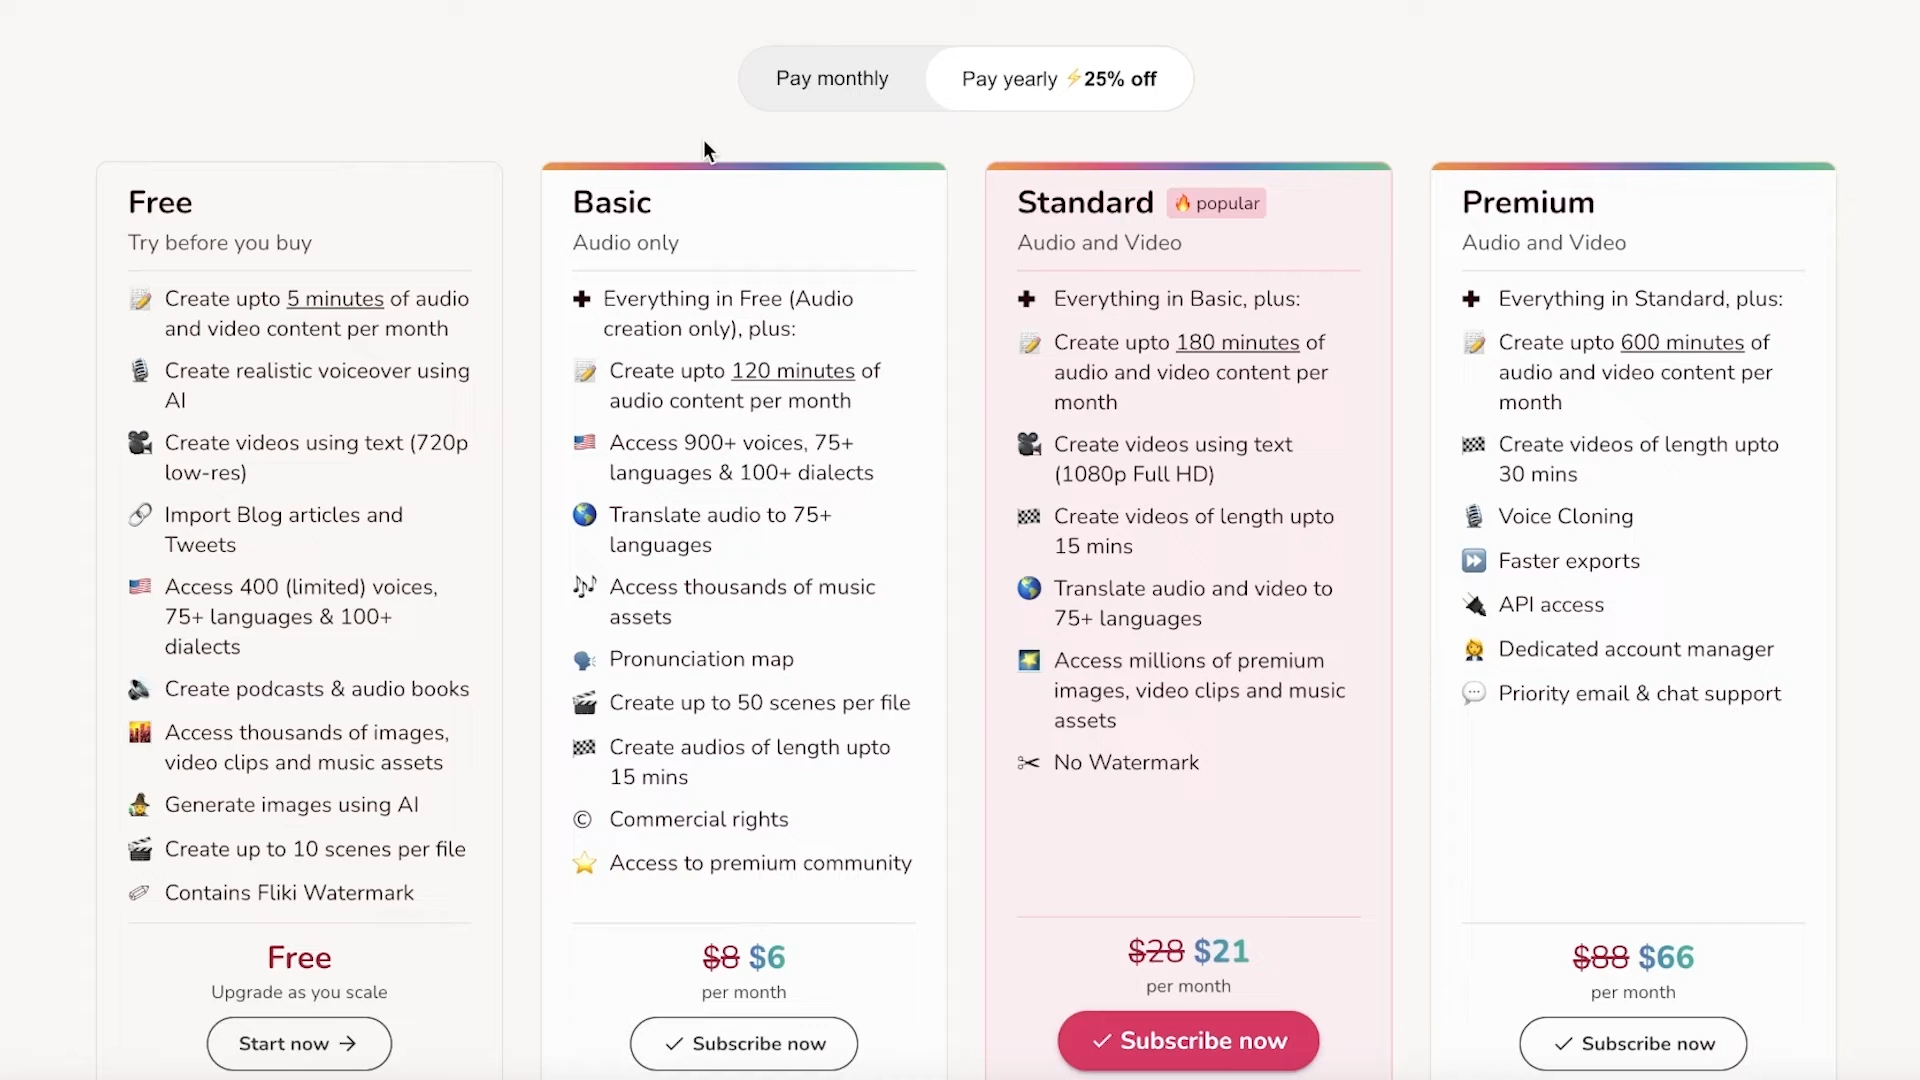 Pay monthly
Pay yearly ⚡25% off
Free
Try before you buy
Create upto 5 minutes of audio
and video content per month
Create realistic voiceover using
AI
Create videos using text (720p
low-res)
Import Blog articles and
Tweets
Access 400 (limited) voices,
75+ languages & 100+
dialects
Create podcasts & audio books
Access thousands of images,
video clips and music assets
Generate images using AI
Create up to 10 scenes per file
Contains Fliki Watermark
Free
Upgrade as you scale
Start now →
Basic
Audio only
Everything in Free (Audio
creation only), plus:
Create upto 120 minutes of
audio content per month
Access 900+ voices, 75+
languages & 100+ dialects
Translate audio to 75+
languages
Access thousands of music
assets
Pronunciation map
Create up to 50 scenes per file
Create audios of length upto
15 mins
© Commercial rights
Access to premium community
$8 $6
per month
✓ Subscribe now
Standard 🔥 popular
Audio and Video
Everything in Basic, plus:
Create upto 180 minutes of
audio and video content per
month
Create videos using text
(1080p Full HD)
Create videos of length upto
15 mins
Translate audio and video to
75+ languages
Access millions of premium
images, video clips and music
assets
No Watermark
$28 $21
per month
✓ Subscribe now
Premium
Audio and Video
Everything in Standard, plus:
Create upto 600 minutes of
audio and video content per
month
Create videos of length upto
30 mins
Voice Cloning
Faster exports
API access
Dedicated account manager
Priority email & chat support
$88 $66
per month
✓ Subscribe now